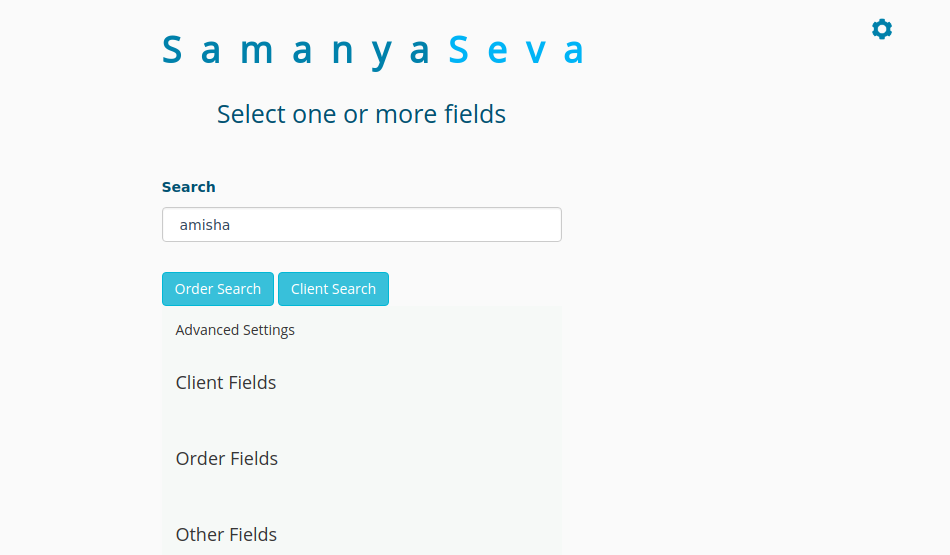 SamanyaSeva
Select one or more fields
Search
amisha
Order Search Client Search
Advanced Settings
Client Fields
Order Fields
Other Fields